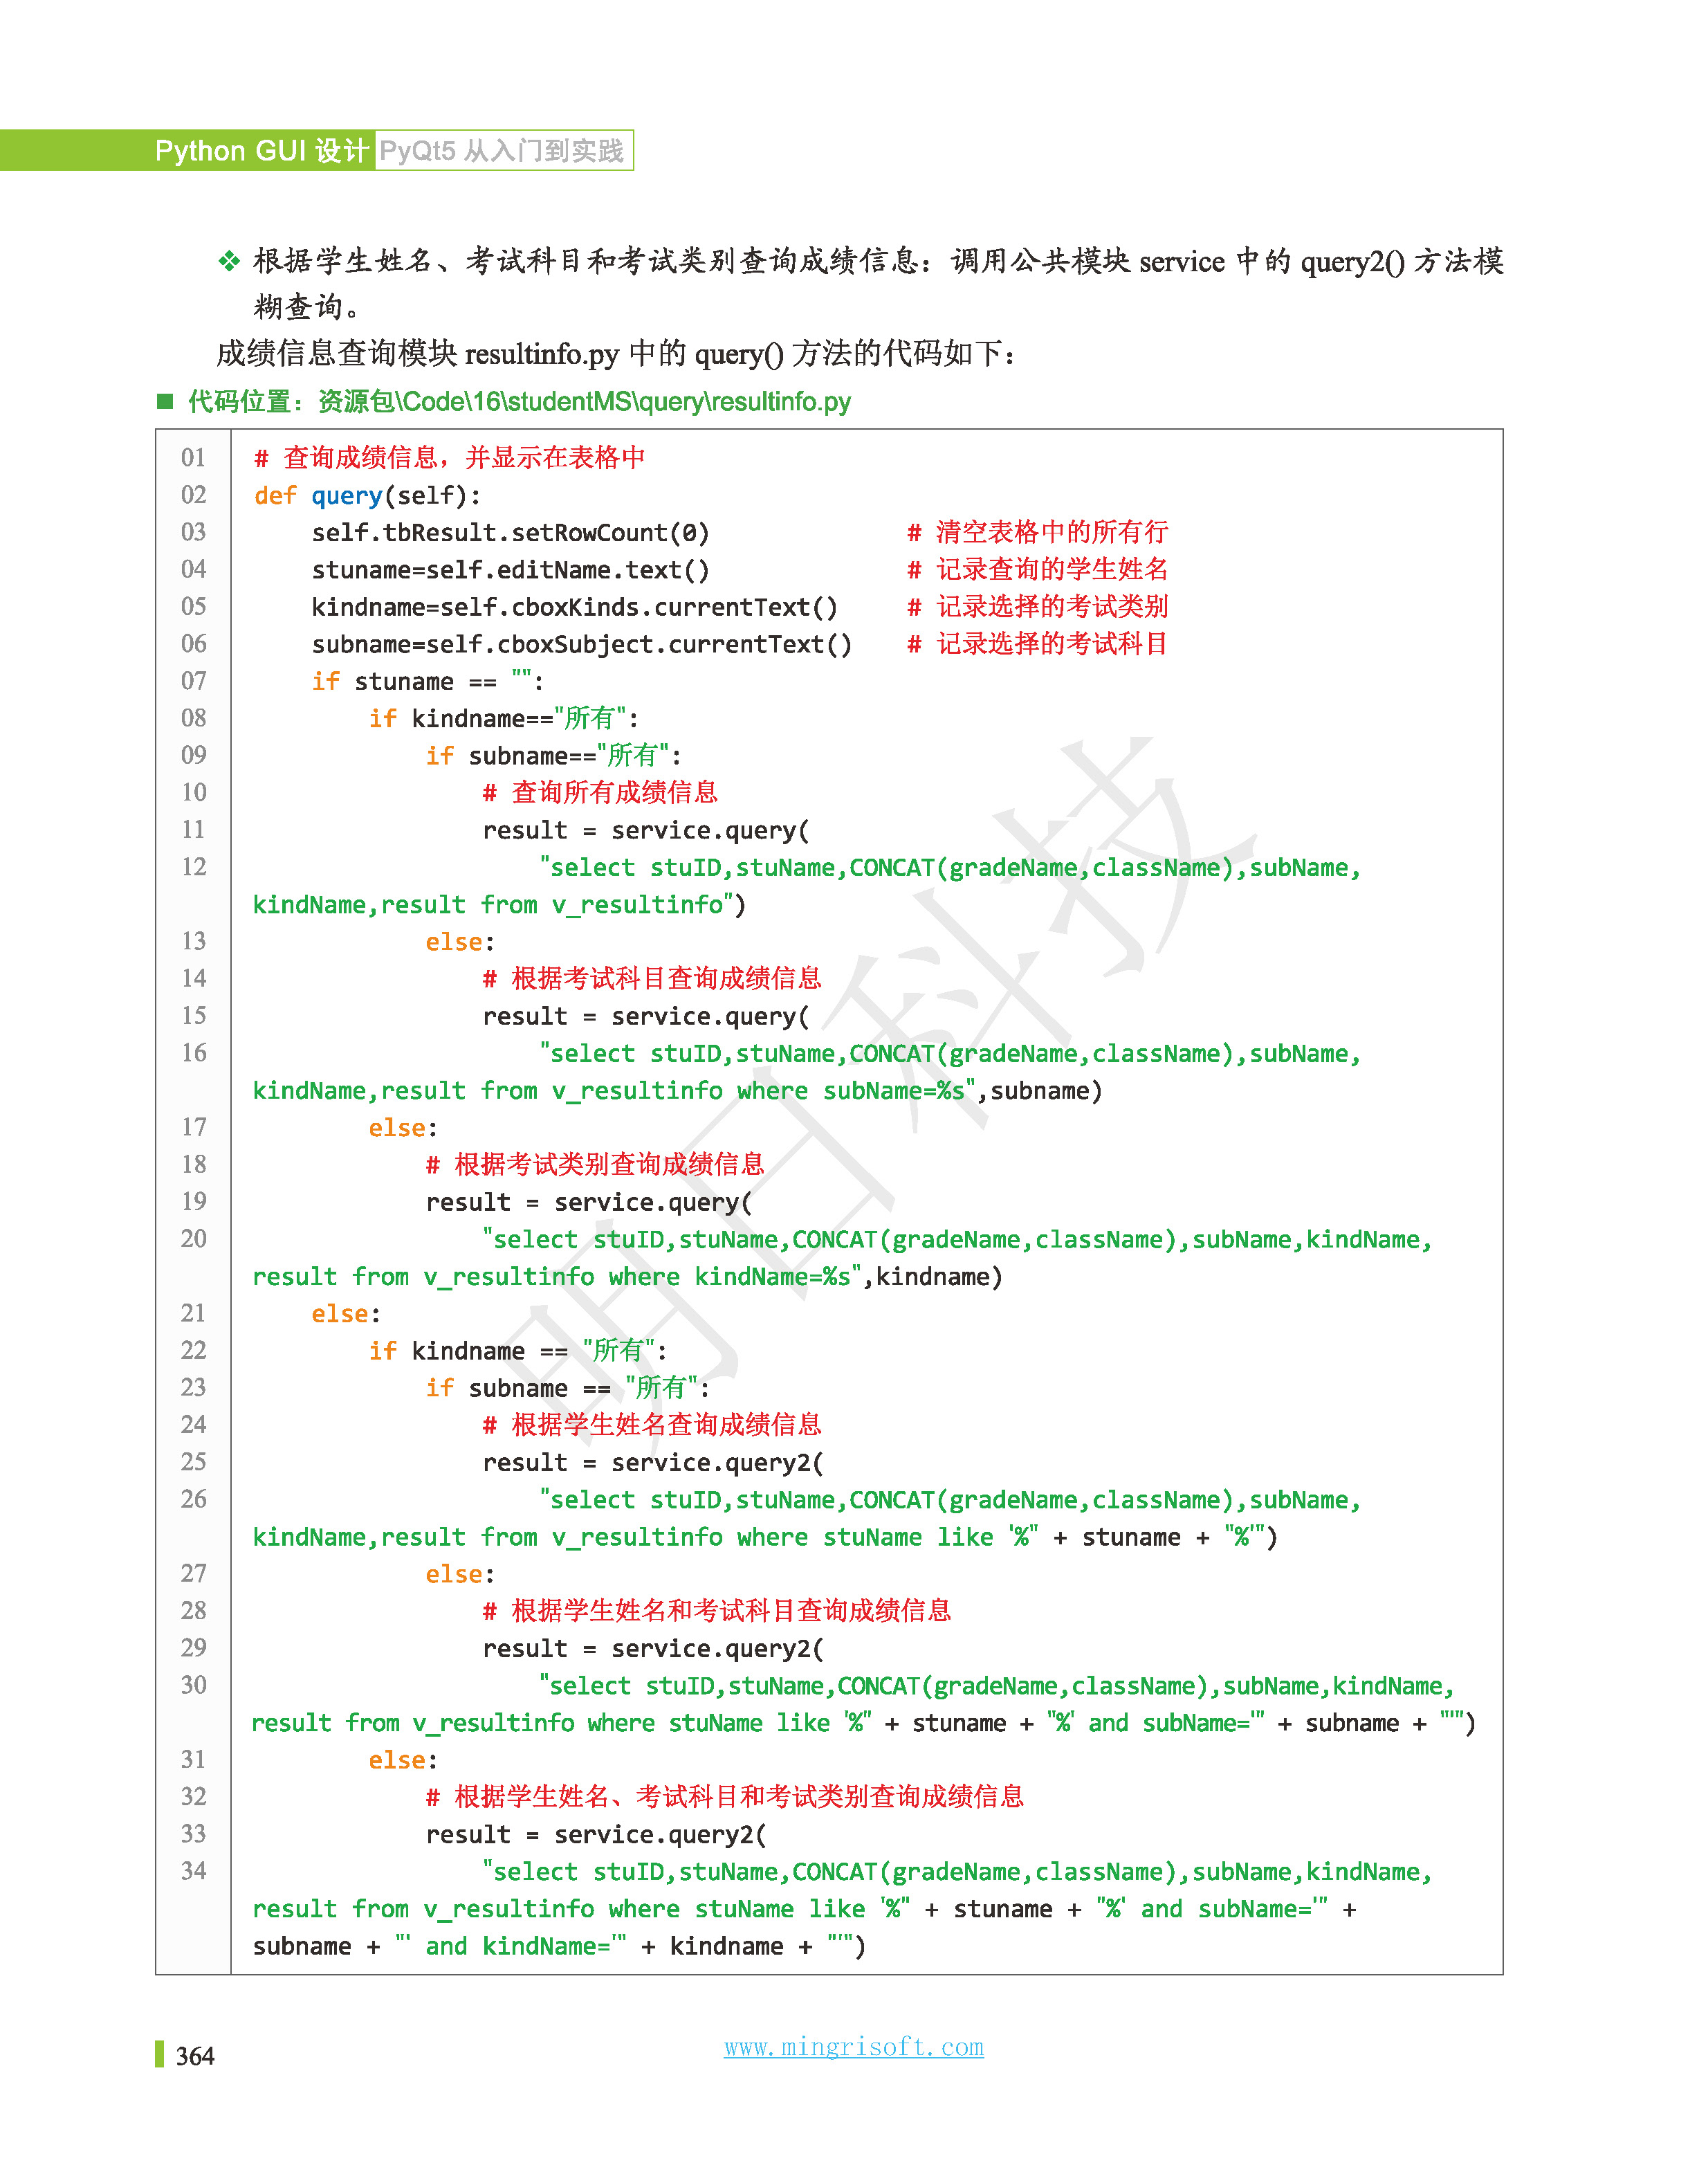 Python GUI 设计 PyQt5 从入门到实践
❖ 根据学生姓名、考试科目和考试类别查询成绩信息：调用公共模块 service 中的 query2() 方法模
糊查询。
成绩信息查询模块 resultinfo.py 中的 query() 方法的代码如下：
■ 代码位置：资源包\Code\16\studentMS\query\resultinfo.py
01 # 查询成绩信息，并显示在表格中
02 def query(self):
03     self.tbResult.setRowCount(0)              # 清空表格中的所有行
04     stuname=self.editName.text()              # 记录查询的学生姓名
05     kindname=self.cboxKinds.currentText()     # 记录选择的考试类别
06     subname=self.cboxSubject.currentText()    # 记录选择的考试科目
07     if stuname == "":
08         if kindname=="所有":
09             if subname=="所有":
10                 # 查询所有成绩信息
11                 result = service.query(
12                     "select stuID,stuName,CONCAT(gradeName,className),subName,
kindName,result from v_resultinfo")
13             else:
14                 # 根据考试科目查询成绩信息
15                 result = service.query(
16                     "select stuID,stuName,CONCAT(gradeName,className),subName,
kindName,result from v_resultinfo where subName=%s",subname)
17         else:
18             # 根据考试类别查询成绩信息
19             result = service.query(
20                 "select stuID,stuName,CONCAT(gradeName,className),subName,kindName,
result from v_resultinfo where kindName=%s",kindname)
21     else:
22         if kindname == "所有":
23             if subname == "所有":
24                 # 根据学生姓名查询成绩信息
25                 result = service.query2(
26                     "select stuID,stuName,CONCAT(gradeName,className),subName,
kindName,result from v_resultinfo where stuName like '%" + stuname + "%'")
27             else:
28                 # 根据学生姓名和考试科目查询成绩信息
29                 result = service.query2(
30                     "select stuID,stuName,CONCAT(gradeName,className),subName,kindName,
result from v_resultinfo where stuName like '%" + stuname + "%' and subName='" + subname + "'")
31         else:
32             # 根据学生姓名、考试科目和考试类别查询成绩信息
33             result = service.query2(
34                 "select stuID,stuName,CONCAT(gradeName,className),subName,kindName,
result from v_resultinfo where stuName like '%" + stuname + "%' and subName='" +
subname + "' and kindName='" + kindname + "'")
明日科技
364
www.mingrisoft.com